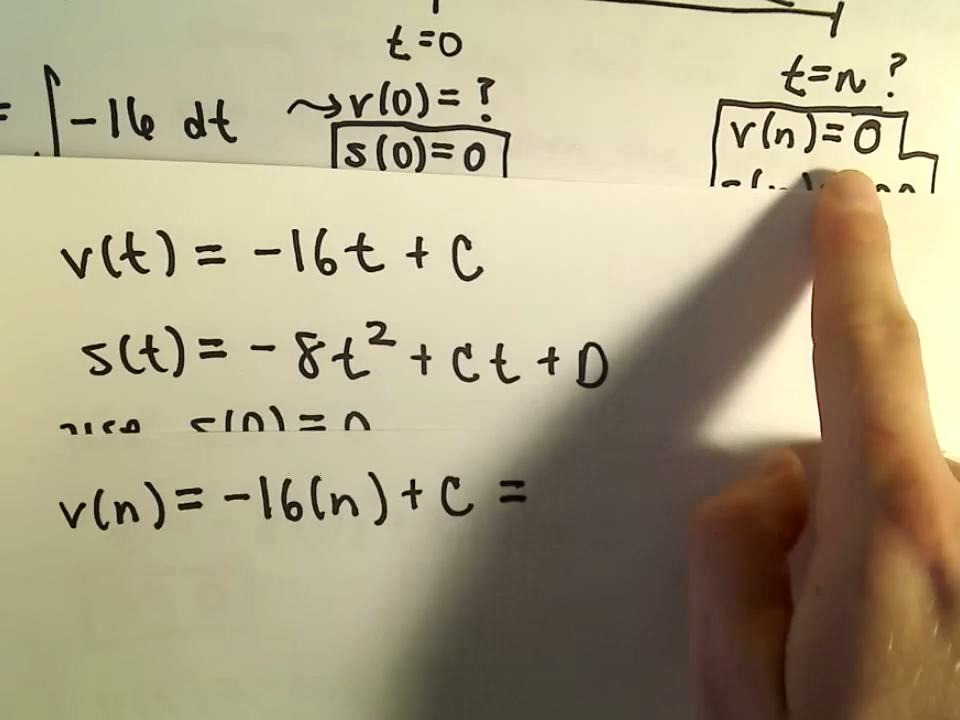 t=0
t=n ?
= ∫ -16 dt
⤳ v(0) = ?
s(0)=0
v(n)=0
v(t) = -16t + C
s(t) = -8t² + Ct + D
v(n) = -16(n) + C =